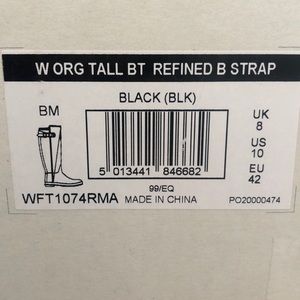 W ORG TALL BT REFINED B STRAP
BM
BLACK (BLK)
UK
8
US
10
EU
42
5 013441 846682
99/EQ
WFT1074RMA MADE IN CHINA PO20000474